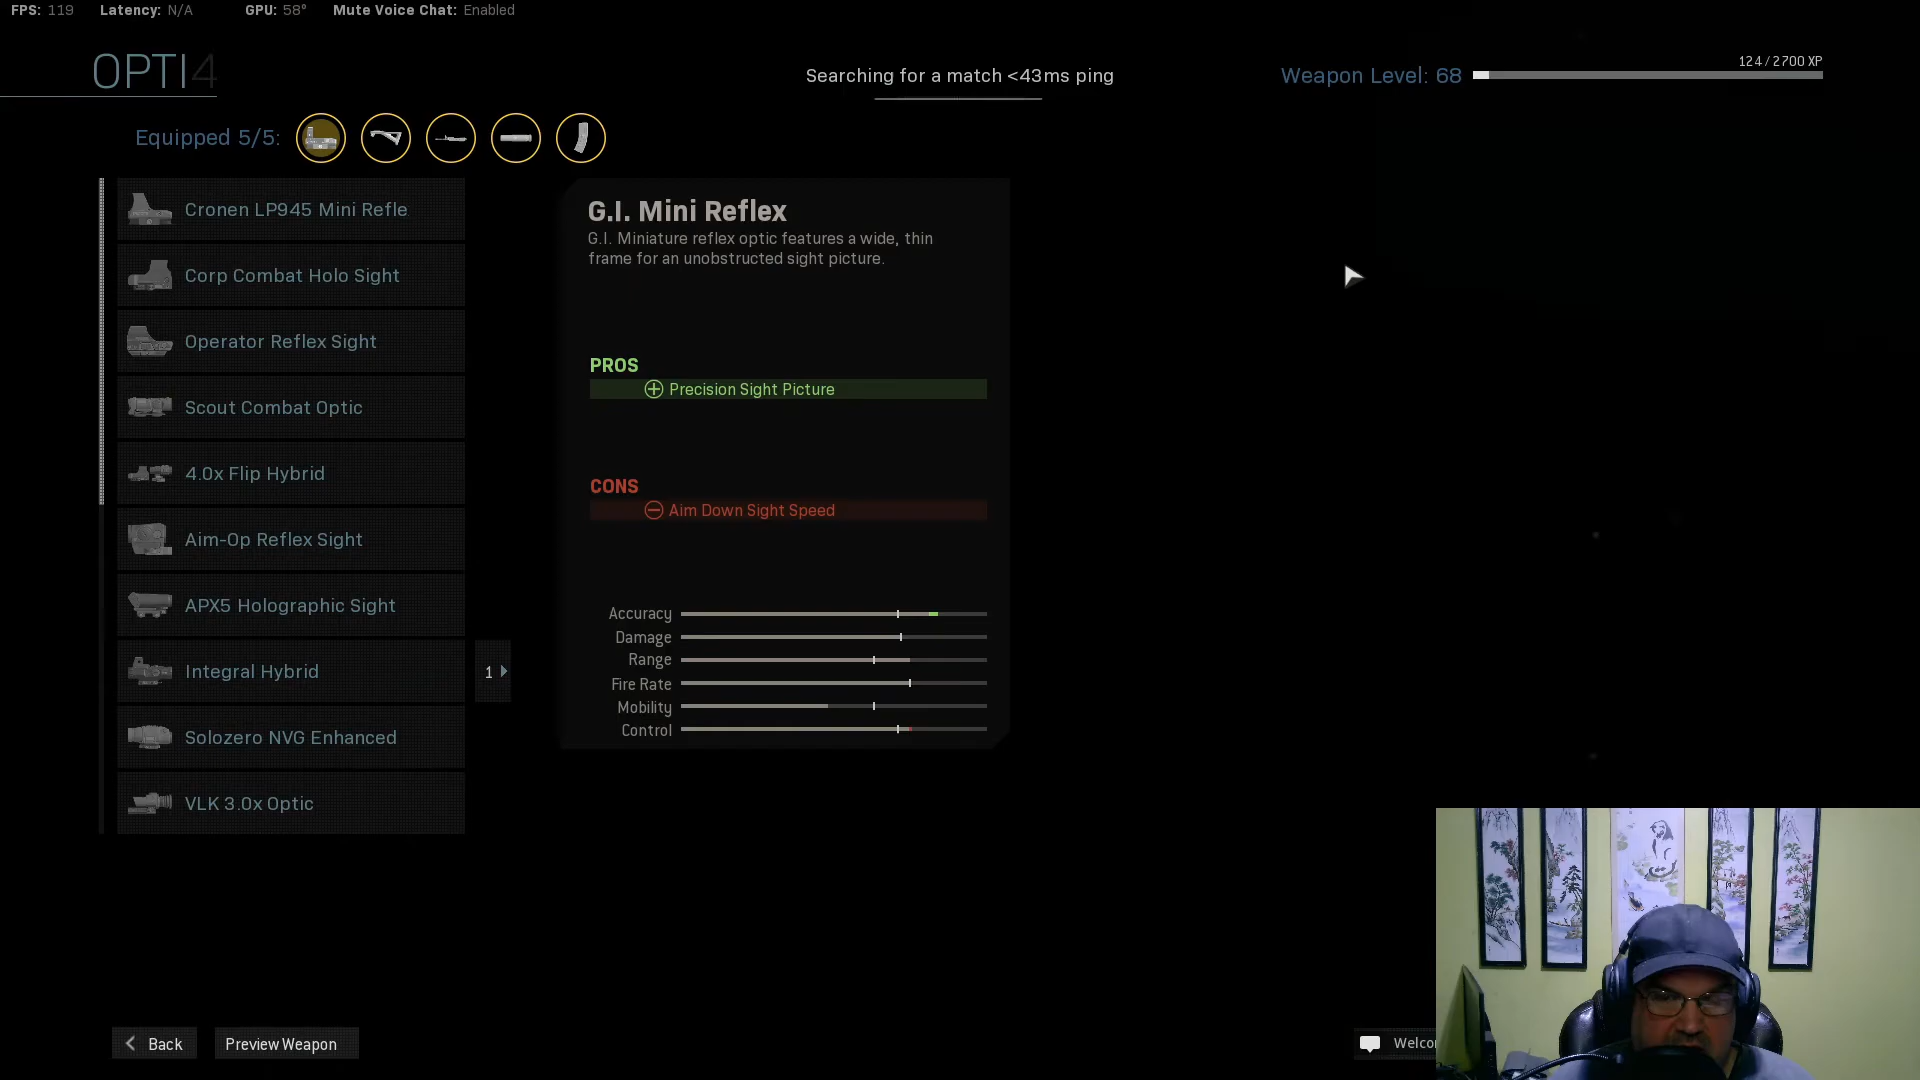 FPS: 119 Latency: N/A GPU: 58° Mute Voice Chat: Enabled
OPTI4
Searching for a match <43ms ping
Weapon Level: 68
124 / 2700 XP
Equipped 5/5:
Cronen LP945 Mini Refle
Corp Combat Holo Sight
Operator Reflex Sight
Scout Combat Optic
4.0x Flip Hybrid
Aim-Op Reflex Sight
APX5 Holographic Sight
Integral Hybrid
1
Solozero NVG Enhanced
VLK 3.0x Optic
G.I. Mini Reflex
G.I. Miniature reflex optic features a wide, thin
frame for an unobstructed sight picture.
PROS
Precision Sight Picture
CONS
Aim Down Sight Speed
Accuracy
Damage
Range
Fire Rate
Mobility
Control
Back
Preview Weapon
Welco